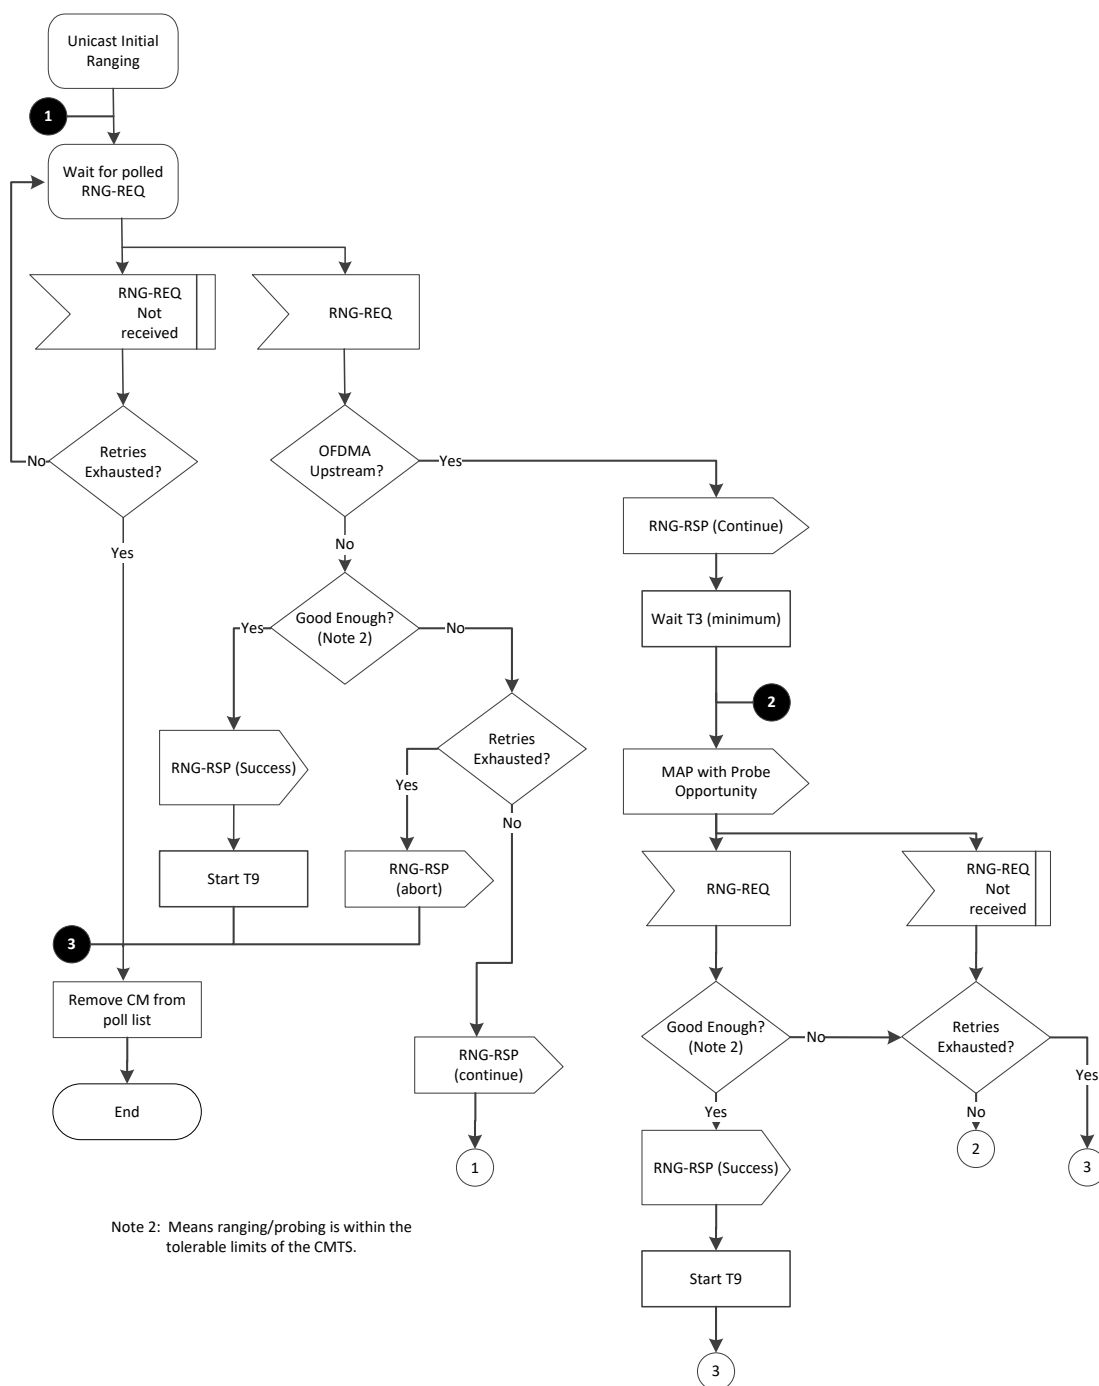 Unicast Initial
Ranging
1
Wait for polled
RNG-REQ
RNG-REQ
Not
received
RNG-REQ
Retries
Exhausted?
No
Yes
OFDMA
Upstream?
Yes
No
RNG-RSP (Continue)
Wait T3 (minimum)
2
Good Enough?
(Note 2)
Yes
No
Retries
Exhausted?
Yes
No
RNG-RSP (Success)
Start T9
RNG-RSP
(abort)
3
Remove CM from
poll list
End
RNG-RSP
(continue)
1
MAP with Probe
Opportunity
RNG-REQ
RNG-REQ
Not
received
Good Enough?
(Note 2)
No
Retries
Exhausted?
Yes
No
2
3
Yes
RNG-RSP (Success)
Start T9
3
Note 2:  Means ranging/probing is within the
tolerable limits of the CMTS.